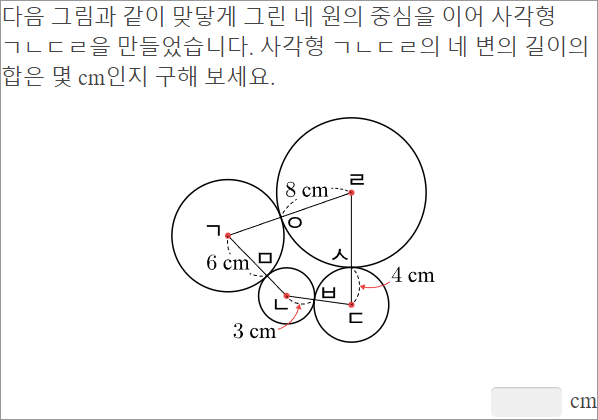 다음 그림과 같이 맞닿게 그린 네 원의 중심을 이어 사각형
ㄱㄴㄷㄹ을 만들었습니다. 사각형 ㄱㄴㄷㄹ의 네 변의 길이의
합은 몇 cm인지 구해 보세요.
ㄹ
8 cm
ㄱ
ㅇ
6 cm
ㅁ
ㅅ
4 cm
ㅂ
ㄴ
ㄷ
3 cm
cm